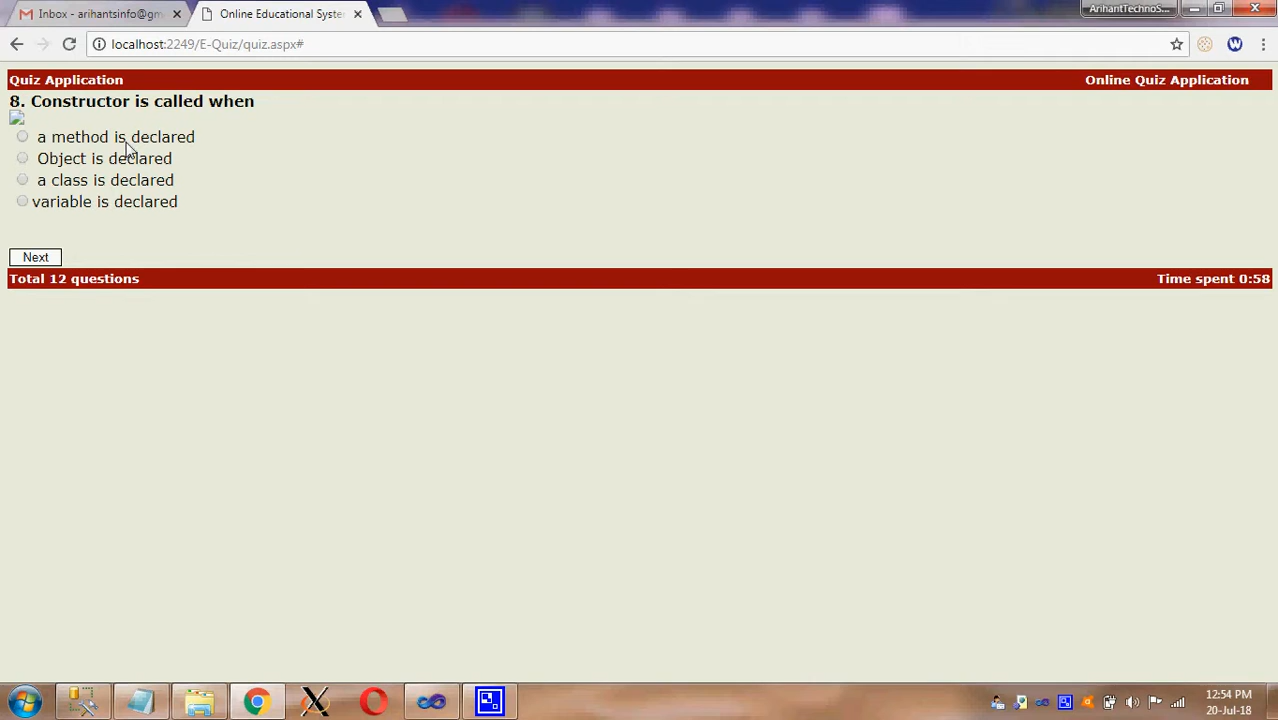 Inbox - arihantsinfo@gm
Online Educational Syste
ArihantTechnoS...
localhost:2249/E-Quiz/quiz.aspx#
Quiz Application
Online Quiz Application
8. Constructor is called when
a method is declared
Object is declared
a class is declared
variable is declared
Next
Total 12 questions
Time spent 0:58
12:54 PM
20-Jul-18